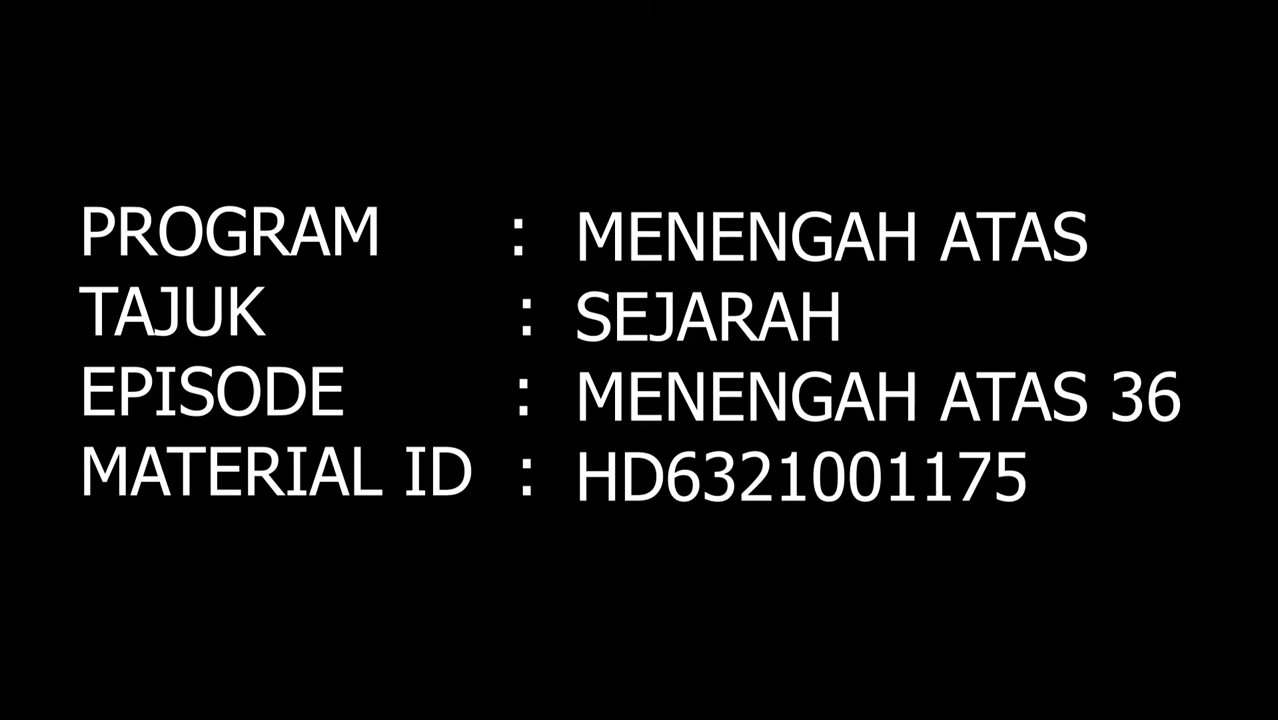 PROGRAM : MENENGAH ATAS
TAJUK : SEJARAH
EPISODE : MENENGAH ATAS 36
MATERIAL ID : HD6321001175